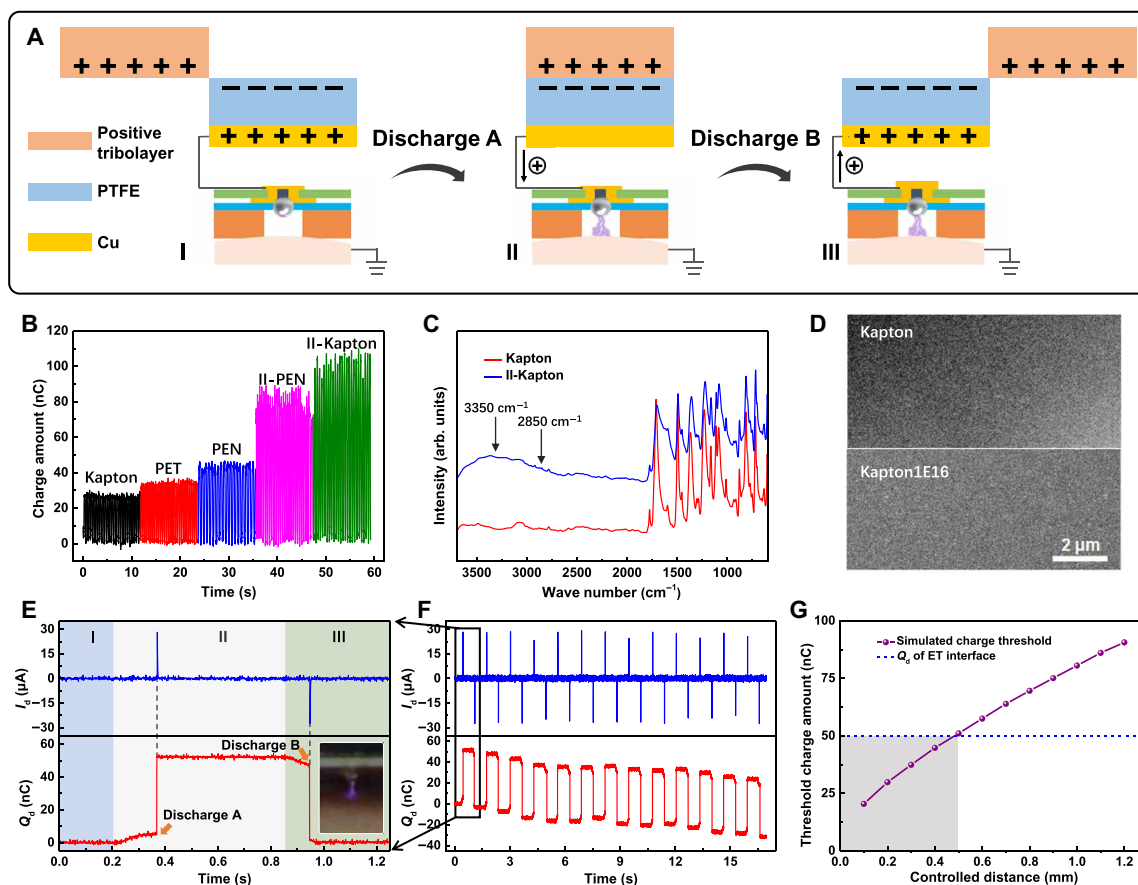 A
+ + + + +
− − − − −
+ + + + +
Positive
tribolayer
PTFE
Cu
I
Discharge A
+ + + + +
− − − − −
+
II
Discharge B
+ + + + +
− − − − −
+ + + + +
+
III
B
Charge amount (nC)
120
100
80
60
40
20
0
Kapton
PET
PEN
II-PEN
II-Kapton
0 10 20 30 40 50 60
Time (s)
C
Intensity (arb. units)
Kapton
II-Kapton
3350 cm⁻¹
2850 cm⁻¹
3500 3000 2500 2000 1500 1000
Wave number (cm⁻¹)
D
Kapton
Kapton1E16
2 μm
E
I II III
I_d (μA)
30
15
0
−15
−30
Q_d (nC)
60
40
20
0
Discharge A
Discharge B
0.0 0.2 0.4 0.6 0.8 1.0 1.2
Time (s)
F
I_d (μA)
30
15
0
−15
−30
Q_d (nC)
60
40
20
0
−20
−40
0 3 6 9 12 15
Time (s)
G
Threshold charge amount (nC)
100
75
50
25
0
Simulated charge threshold
Q_d of ET interface
0.0 0.2 0.4 0.6 0.8 1.0 1.2
Controlled distance (mm)